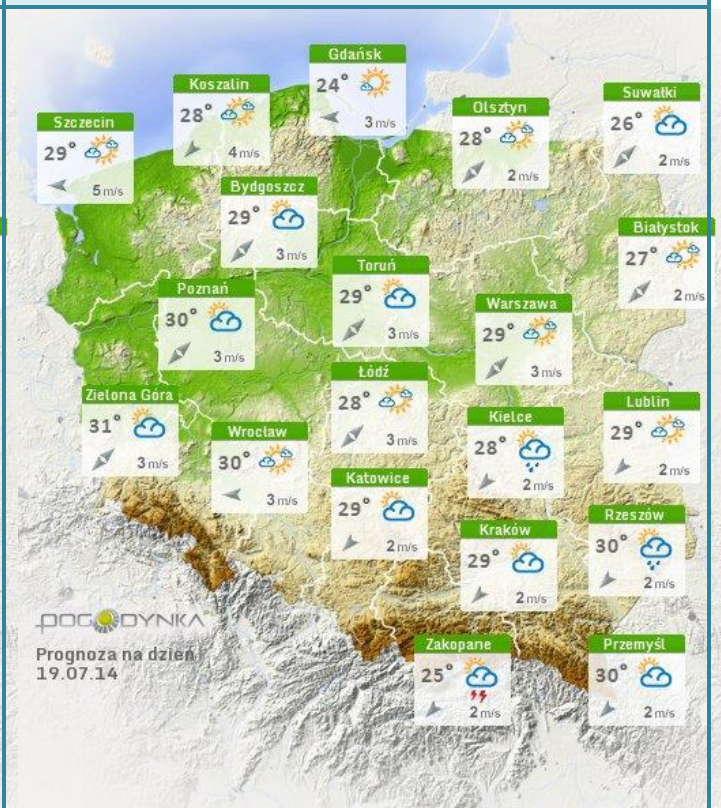 Gdańsk
24°
3 m/s
Koszalin
28°
4 m/s
Szczecin
29°
5 m/s
Olsztyn
28°
2 m/s
Suwałki
26°
2 m/s
Bydgoszcz
29°
3 m/s
Białystok
27°
2 m/s
Toruń
29°
3 m/s
Poznań
30°
3 m/s
Warszawa
29°
3 m/s
Łódź
28°
3 m/s
Zielona Góra
31°
3 m/s
Wrocław
30°
3 m/s
Kielce
28°
2 m/s
Lublin
29°
2 m/s
Katowice
29°
2 m/s
Kraków
29°
2 m/s
Rzeszów
30°
2 m/s
POGODYNKA
Prognoza na dzień
19.07.14
Zakopane
25°
2 m/s
Przemyśl
30°
2 m/s